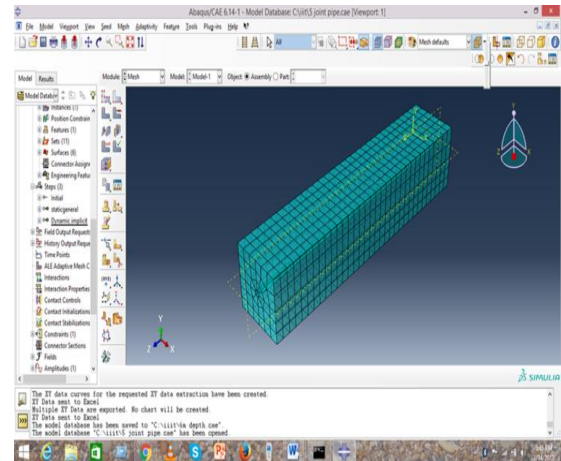 Abaqus/CAE 6.14-1 - Model Database: C:\iiit\5 joint pipe.cae [Viewport: 1]
File Model Viewport View Seed Mesh Adaptivity Feature Tools Plug-ins Help
All
Mesh defaults
Model Results Module: Mesh Model: Model-1 Object: Assembly Part:
Model Databas
Instances (1)
Position Constrain
Features (1)
Sets (11)
Surfaces (8)
Connector Assignm
Engineering Featu
Steps (3)
Initial
staticgeneral
Dynamic implicit
Field Output Requests
History Output Reque
Time Points
ALE Adaptive Mesh C
Interactions
Interaction Properties
Contact Controls
Contact Initializations
Contact Stabilizations
Constraints (1)
Connector Sections
Fields
Amplitudes (1)
Y
Z X
SIMULIA
The XY data curves for the requested XY data extraction have been created.
XY Data sent to Excel
Multiple XY Data are exported. No chart will be created.
XY Data sent to Excel
The model database has been saved to "C:\iiit\6m depth cae".
The model database "C:\iiit\5 joint pipe.cae" has been opened.